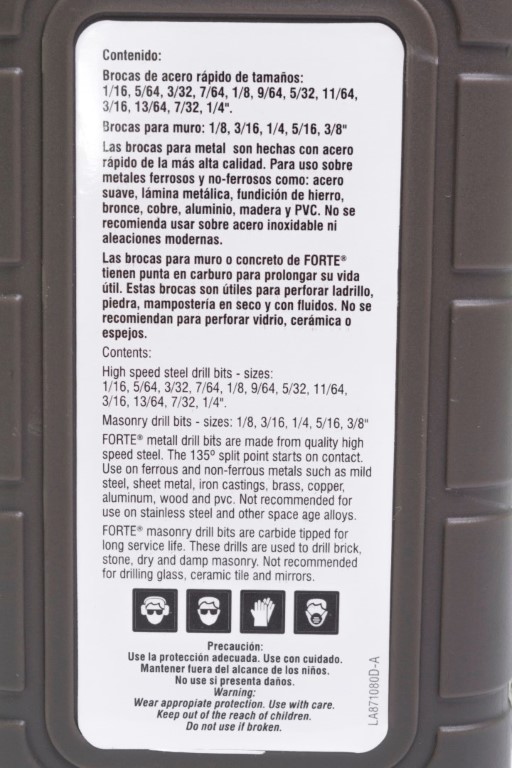 Contenido:
Brocas de acero rápido de tamaños:
1/16, 5/64, 3/32, 7/64, 1/8, 9/64, 5/32, 11/64,
3/16, 13/64, 7/32, 1/4".
Brocas para muro: 1/8, 3/16, 1/4, 5/16, 3/8"
Las brocas para metal son hechas con acero
rápido de la más alta calidad. Para uso sobre
metales ferrosos y no-ferrosos como: acero
suave, lámina metálica, fundición de hierro,
bronce, cobre, aluminio, madera y PVC. No se
recomienda usar sobre acero inoxidable ni
aleaciones modernas.
Las brocas para muro o concreto de FORTE®
tienen punta en carburo para prolongar su vida
útil. Estas brocas son útiles para perforar ladrillo,
piedra, mampostería en seco y con fluidos. No se
recomiendan para perforar vidrio, cerámica o
espejos.
Contents:
High speed steel drill bits - sizes:
1/16, 5/64, 3/32, 7/64, 1/8, 9/64, 5/32, 11/64,
3/16, 13/64, 7/32, 1/4".
Masonry drill bits - sizes: 1/8, 3/16, 1/4, 5/16, 3/8"
FORTE® metall drill bits are made from quality high
speed steel. The 135º split point starts on contact.
Use on ferrous and non-ferrous metals such as mild
steel, sheet metal, iron castings, brass, copper,
aluminum, wood and pvc. Not recommended for
use on stainless steel and other space age alloys.
FORTE® masonry drill bits are carbide tipped for
long service life. These drills are used to drill brick,
stone, dry and damp masonry. Not recommended
for drilling glass, ceramic tile and mirrors.
Precaución:
Use la protección adecuada. Use con cuidado.
Mantener fuera del alcance de los niños.
No use si presenta daños.
Warning:
Wear appropiate protection. Use with care.
Keep out of the reach of children.
Do not use if broken.
LA871080D-A